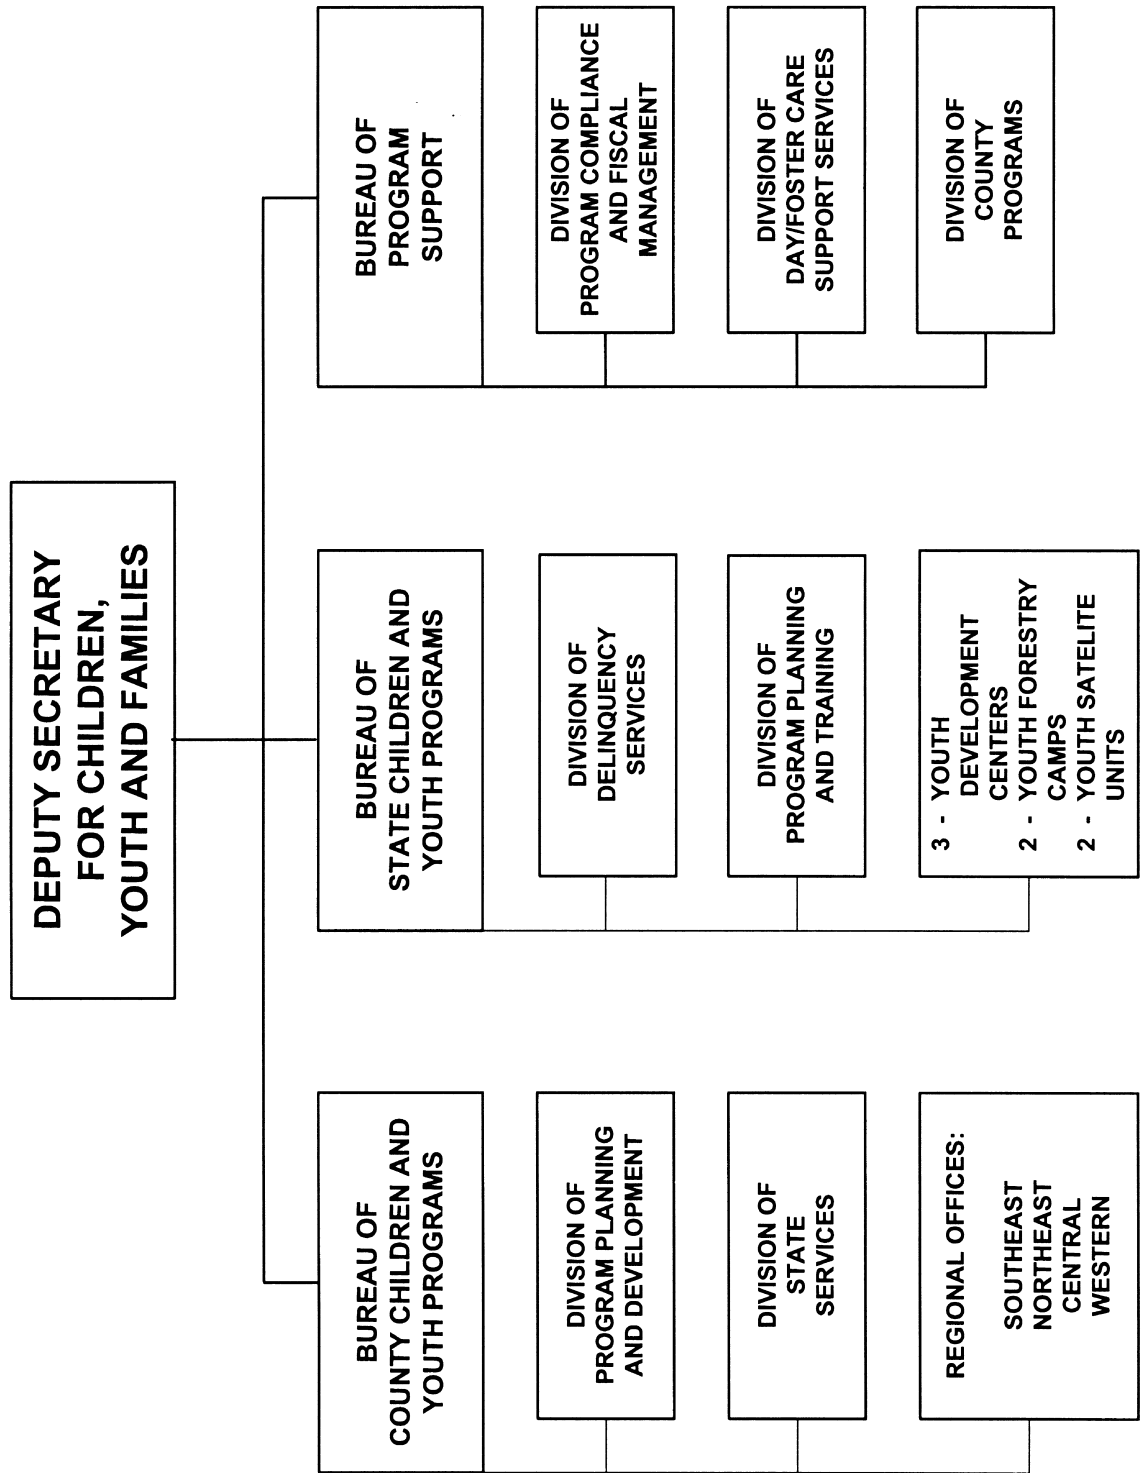 DEPUTY SECRETARY
FOR CHILDREN,
YOUTH AND FAMILIES
BUREAU OF
COUNTY CHILDREN AND
YOUTH PROGRAMS
DIVISION OF
PROGRAM PLANNING
AND DEVELOPMENT
DIVISION OF
STATE
SERVICES
REGIONAL OFFICES:
SOUTHEAST
NORTHEAST
CENTRAL
WESTERN
BUREAU OF
STATE CHILDREN AND
YOUTH PROGRAMS
DIVISION OF
DELINQUENCY
SERVICES
DIVISION OF
PROGRAM PLANNING
AND TRAINING
3 - YOUTH
DEVELOPMENT
CENTERS
2 - YOUTH FORESTRY
CAMPS
2 - YOUTH SATELITE
UNITS
BUREAU OF
PROGRAM
SUPPORT
DIVISION OF
PROGRAM COMPLIANCE
AND FISCAL
MANAGEMENT
DIVISION OF
DAY/FOSTER CARE
SUPPORT SERVICES
DIVISION OF
COUNTY
PROGRAMS